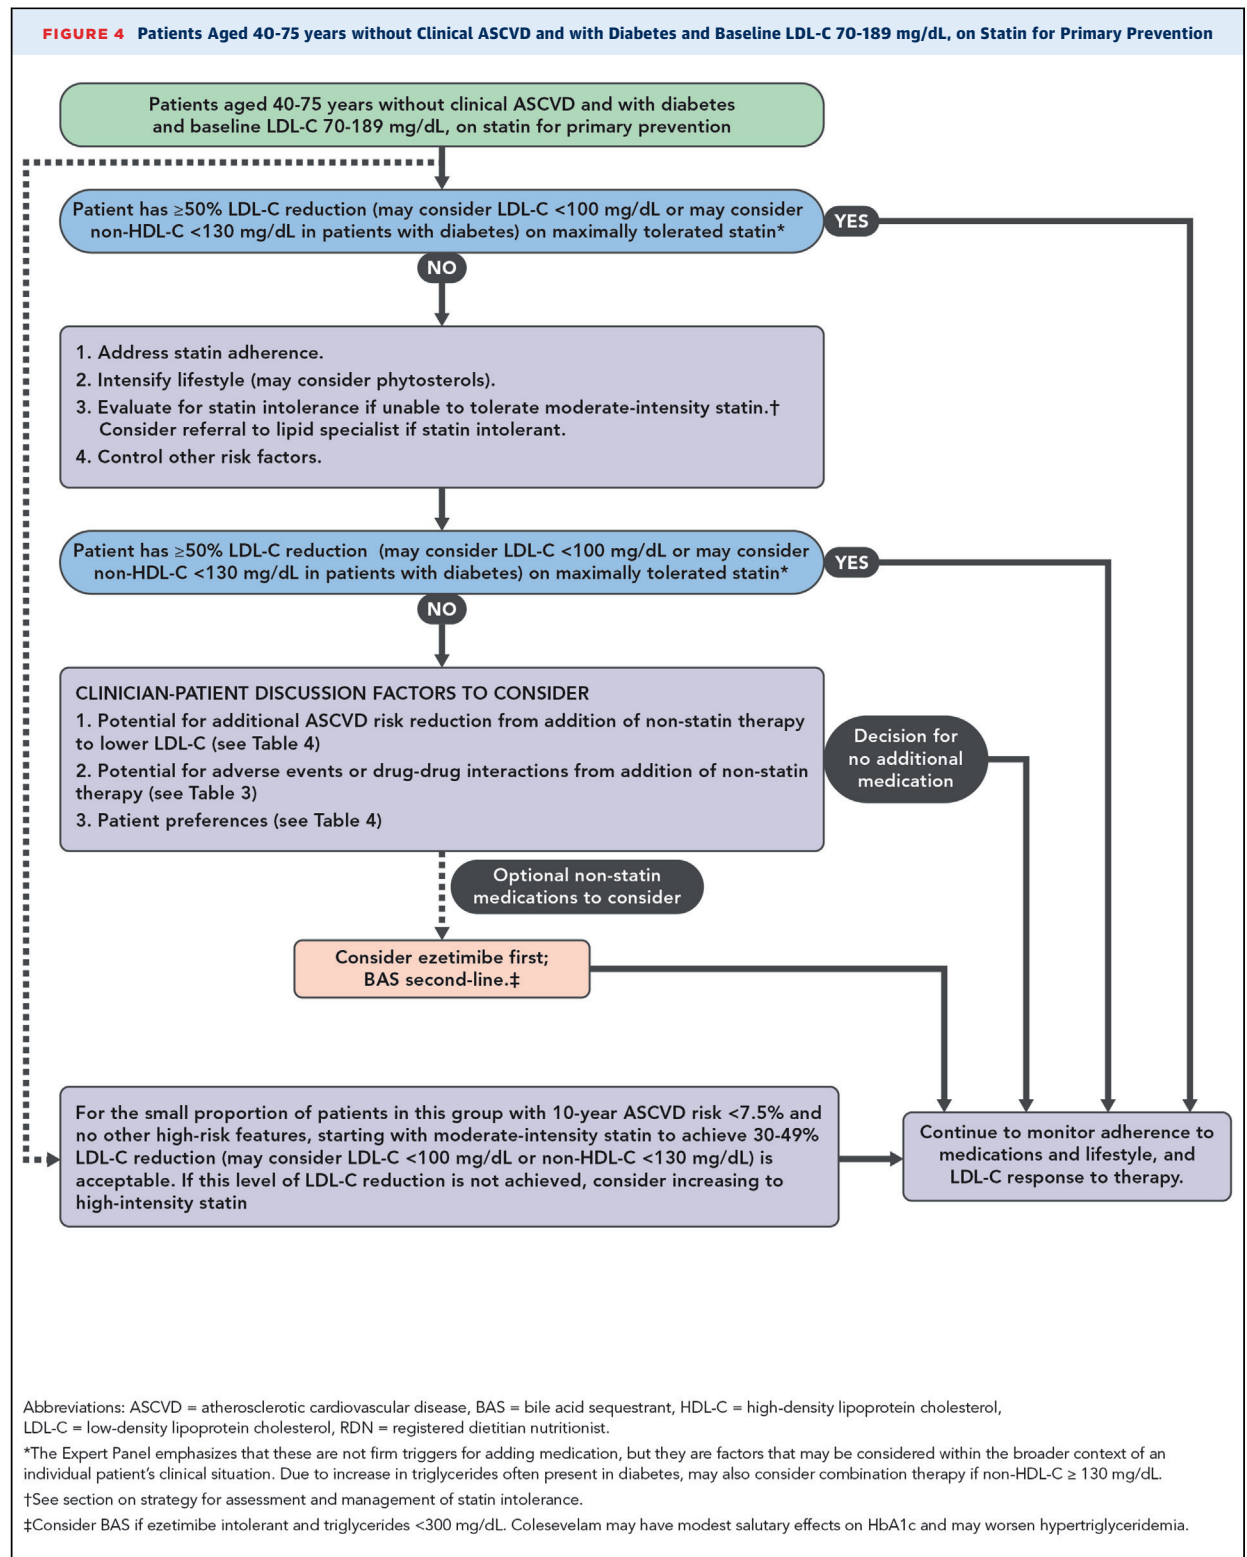 FIGURE 4 Patients Aged 40-75 years without Clinical ASCVD and with Diabetes and Baseline LDL-C 70-189 mg/dL, on Statin for Primary Prevention
Patients aged 40-75 years without clinical ASCVD and with diabetes
and baseline LDL-C 70-189 mg/dL, on statin for primary prevention
Patient has ≥50% LDL-C reduction (may consider LDL-C <100 mg/dL or may consider
non-HDL-C <130 mg/dL in patients with diabetes) on maximally tolerated statin*
YES
NO
1. Address statin adherence.
2. Intensify lifestyle (may consider phytosterols).
3. Evaluate for statin intolerance if unable to tolerate moderate-intensity statin.†
Consider referral to lipid specialist if statin intolerant.
4. Control other risk factors.
Patient has ≥50% LDL-C reduction (may consider LDL-C <100 mg/dL or may consider
non-HDL-C <130 mg/dL in patients with diabetes) on maximally tolerated statin*
YES
NO
CLINICIAN-PATIENT DISCUSSION FACTORS TO CONSIDER
1. Potential for additional ASCVD risk reduction from addition of non-statin therapy
to lower LDL-C (see Table 4)
2. Potential for adverse events or drug-drug interactions from addition of non-statin
therapy (see Table 3)
3. Patient preferences (see Table 4)
Decision for
no additional
medication
Optional non-statin
medications to consider
Consider ezetimibe first;
BAS second-line.‡
For the small proportion of patients in this group with 10-year ASCVD risk <7.5% and
no other high-risk features, starting with moderate-intensity statin to achieve 30-49%
LDL-C reduction (may consider LDL-C <100 mg/dL or non-HDL-C <130 mg/dL) is
acceptable. If this level of LDL-C reduction is not achieved, consider increasing to
high-intensity statin
Continue to monitor adherence to
medications and lifestyle, and
LDL-C response to therapy.
Abbreviations: ASCVD = atherosclerotic cardiovascular disease, BAS = bile acid sequestrant, HDL-C = high-density lipoprotein cholesterol,
LDL-C = low-density lipoprotein cholesterol, RDN = registered dietitian nutritionist.
*The Expert Panel emphasizes that these are not firm triggers for adding medication, but they are factors that may be considered within the broader context of an
individual patient's clinical situation. Due to increase in triglycerides often present in diabetes, may also consider combination therapy if non-HDL-C ≥ 130 mg/dL.
†See section on strategy for assessment and management of statin intolerance.
‡Consider BAS if ezetimibe intolerant and triglycerides <300 mg/dL. Colesevelam may have modest salutary effects on HbA1c and may worsen hypertriglyceridemia.